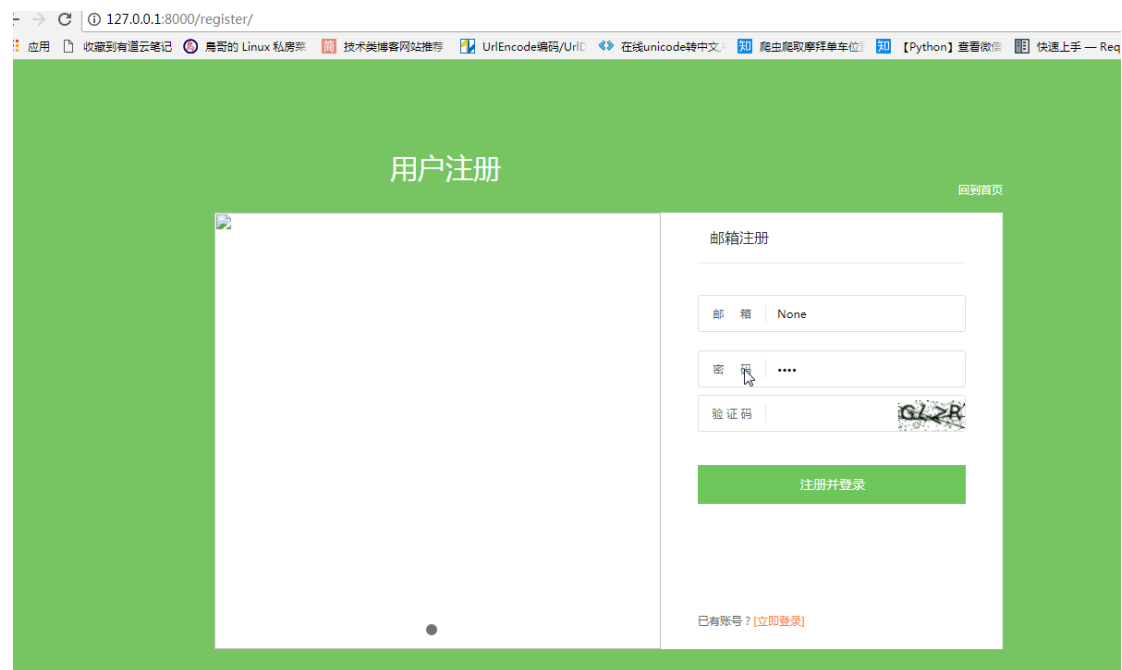 127.0.0.1:8000/register/
应用 收藏到有道云笔记 鸟哥的 Linux 私房菜 技术类博客网站推荐 UrlEncode编码/UrlD 在线unicode转中文, 爬虫爬取摩拜单车位 【Python】查看微信 快速上手 — Req
用户注册
回到首页
邮箱注册
邮 箱 None
密 码 ••••
验 证 码 GLZR
注册并登录
已有账号？[立即登录]